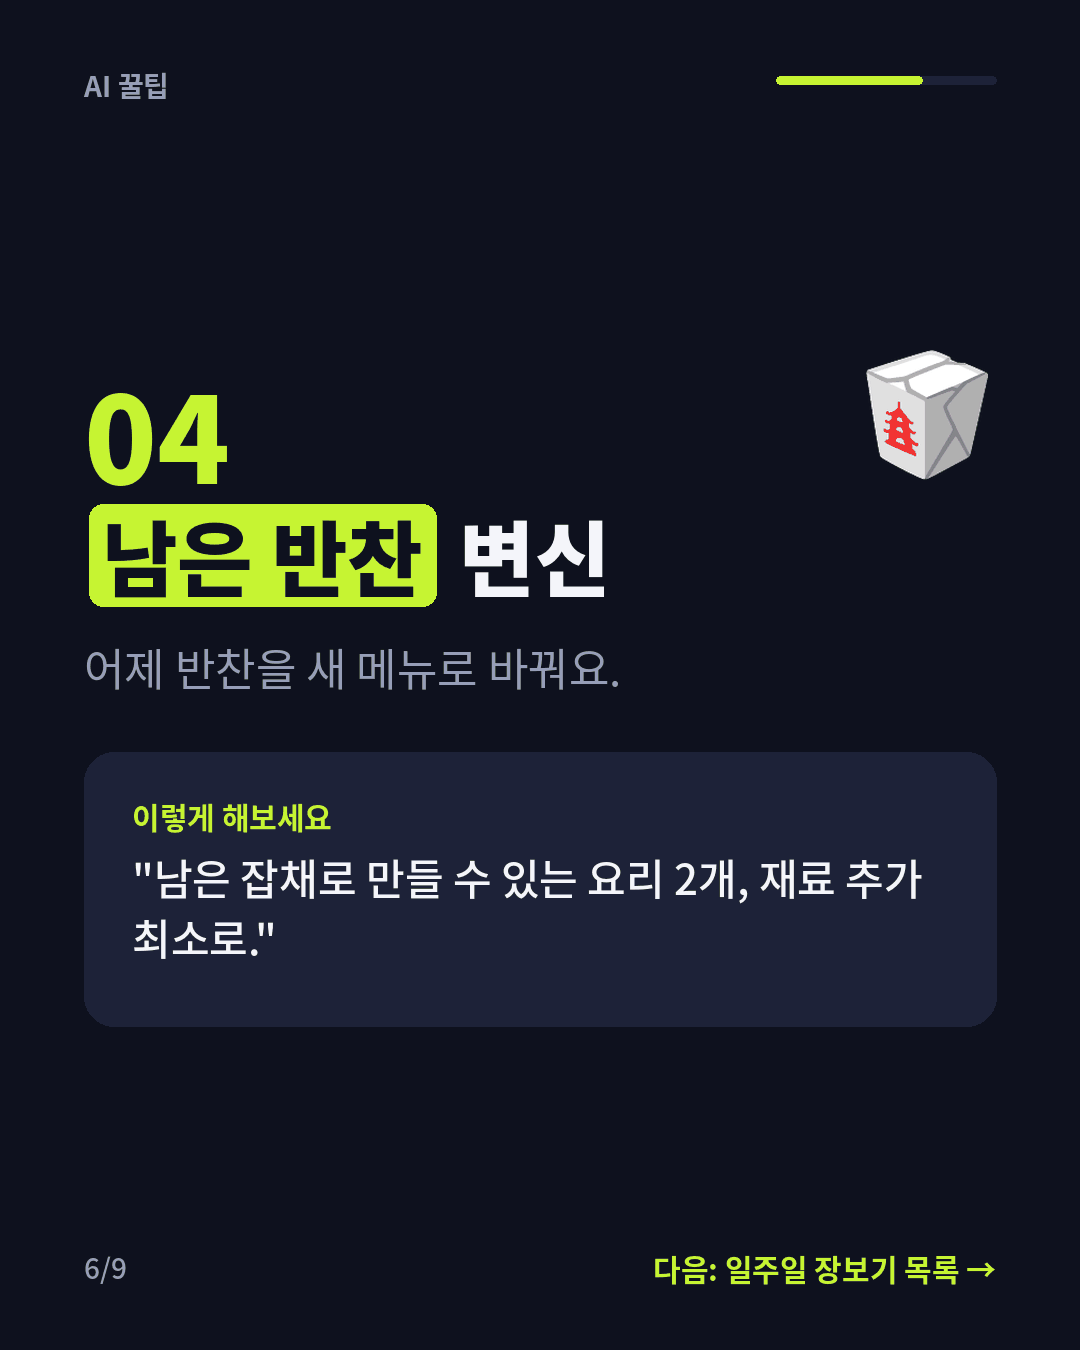 AI 꿀팁
04
남은 반찬 변신
어제 반찬을 새 메뉴로 바꿔요.
이렇게 해보세요
"남은 잡채로 만들 수 있는 요리 2개, 재료 추가
최소로."
6/9
다음: 일주일 장보기 목록 →